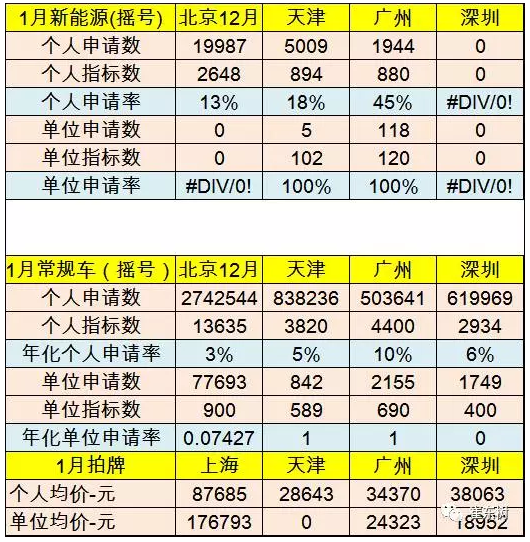 1月新能源(摇号) 北京12月 天津 广州 深圳
个人申请数 19987 5009 1944 0
个人指标数 2648 894 880 0
个人申请率 13% 18% 45% #DIV/0!
单位申请数 0 5 118 0
单位指标数 0 102 120 0
单位申请率 #DIV/0! 100% 100% #DIV/0!
1月常规车（摇号） 北京12月 天津 广州 深圳
个人申请数 2742544 838236 503641 619969
个人指标数 13635 3820 4400 2934
年化个人申请率 3% 5% 10% 6%
单位申请数 77693 842 2155 1749
单位指标数 900 589 690 400
年化单位申请率 0.07427 1 1 0
1月拍牌 上海 天津 广州 深圳
个人均价-元 87685 28643 34370 38063
单位均价-元 176793 0 24323 18952
崔东树